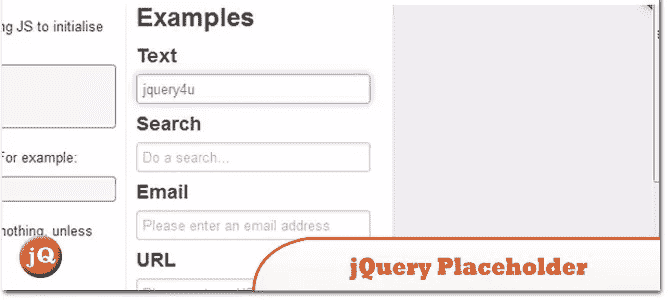 ng JS to initialise
For example:
nothing, unless
Examples
Text
jquery4u
Search
Do a search...
Email
Please enter an email address
URL
jQ
jQuery Placeholder